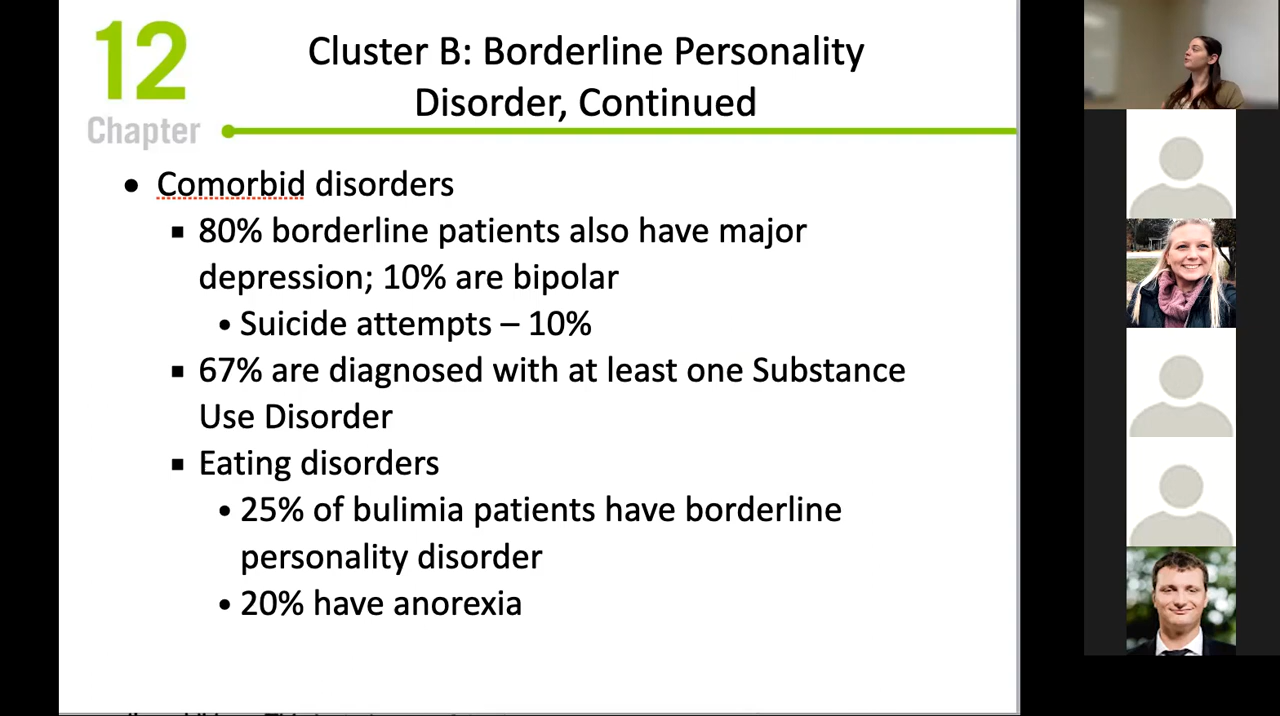 12
Chapter
Cluster B: Borderline Personality
Disorder, Continued
• Comorbid disorders
▪ 80% borderline patients also have major
depression; 10% are bipolar
• Suicide attempts – 10%
▪ 67% are diagnosed with at least one Substance
Use Disorder
▪ Eating disorders
• 25% of bulimia patients have borderline
personality disorder
• 20% have anorexia